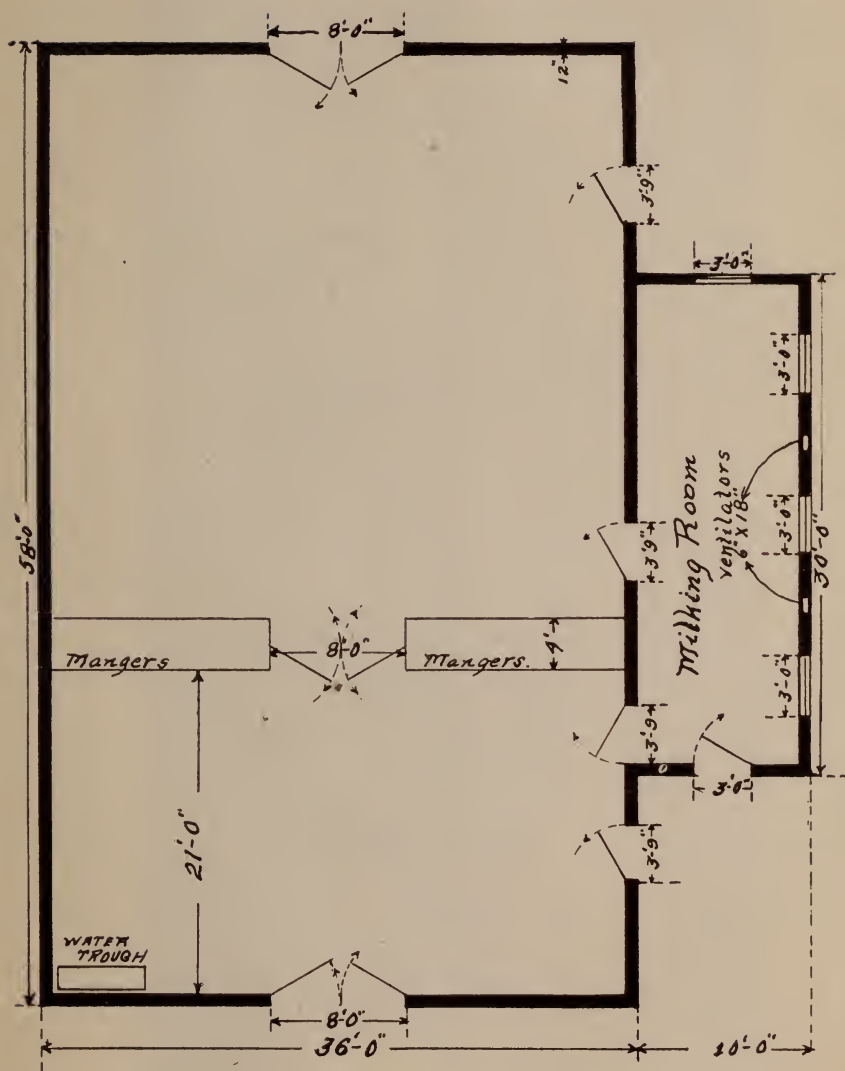 8'-0"
12"
3'-9"
3'-0"
3'-0"
58'-0"
Milking Room
ventilators
6" X 18"
3'-0"
30'-0"
3'9"
8'-0"
4'
Mangers
Mangers.
3'-0"
3'-9
3'-0"
21'-0"
3'-9"
WATER
TROUGH
8'-0"
36'-0"
10'-0"